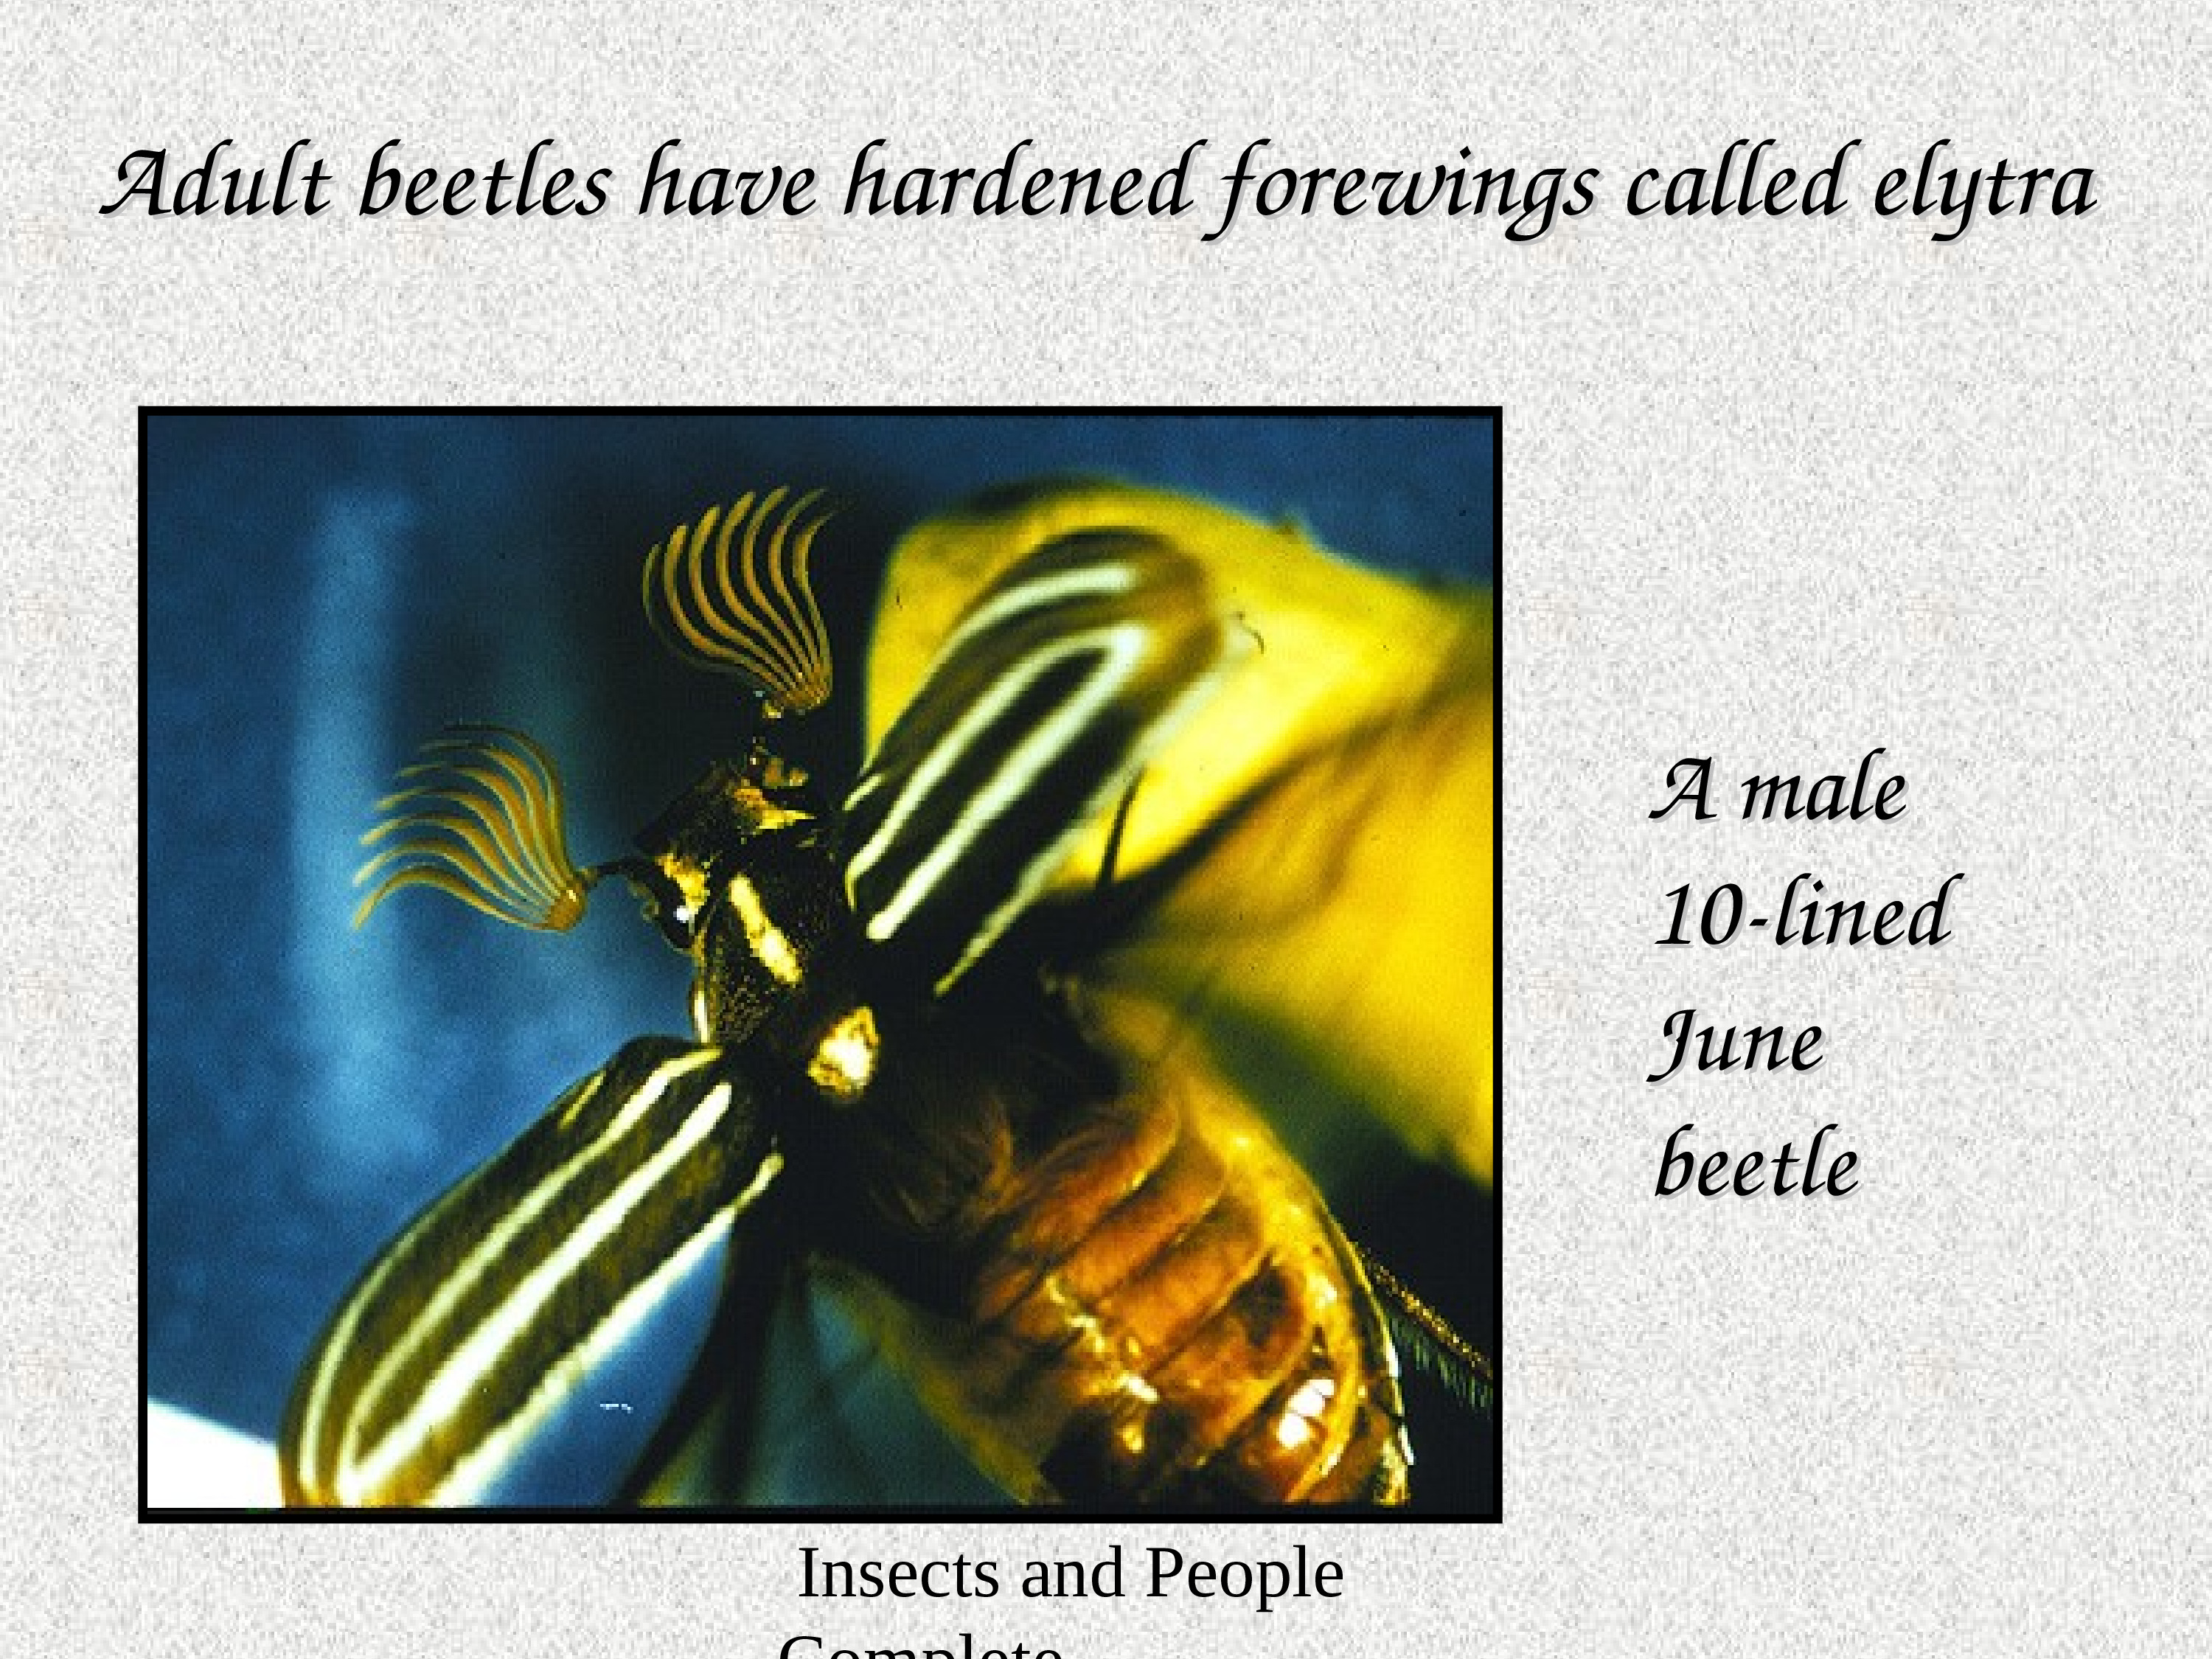 Adult beetles have hardened forewings called elytra
A male
10-lined
June
beetle
Insects and People
Complete